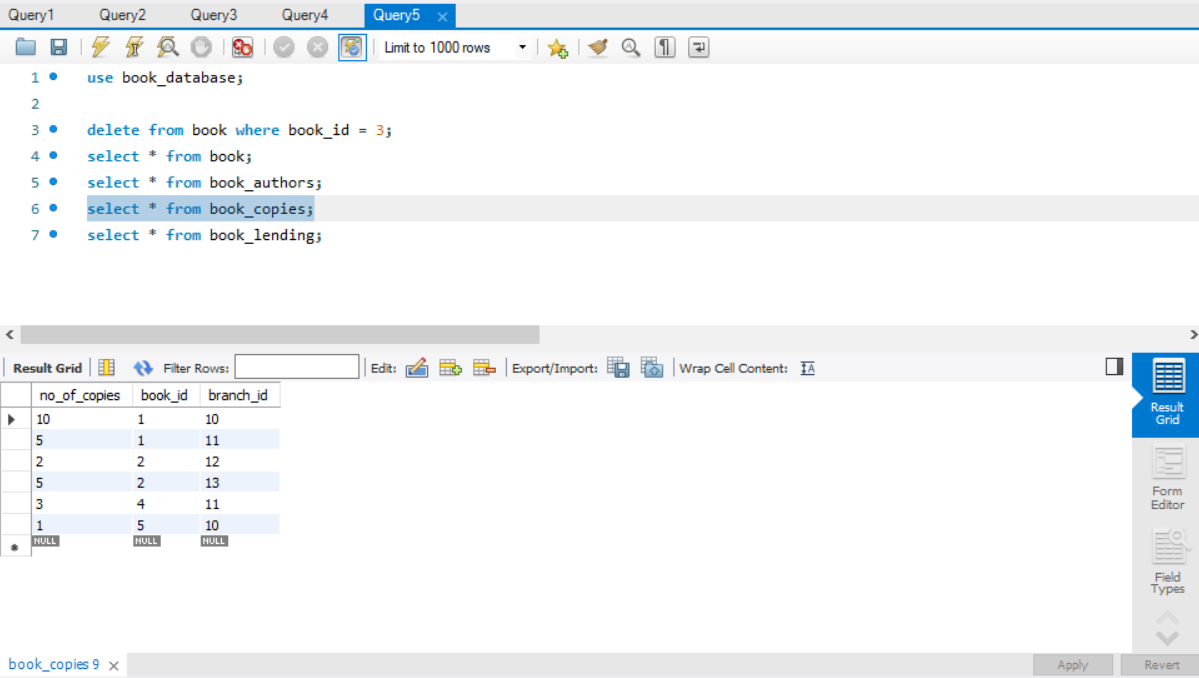 Query1 Query2 Query3 Query4 Query5
Limit to 1000 rows
1 use book_database;
2
3 delete from book where book_id = 3;
4 select * from book;
5 select * from book_authors;
6 select * from book_copies;
7 select * from book_lending;
Result Grid Filter Rows: Edit: Export/Import: Wrap Cell Content:
no_of_copies book_id branch_id
10 1 10
5 1 11
2 2 12
5 2 13
3 4 11
1 5 10
NULL NULL NULL
Result
Grid
Form
Editor
Field
Types
book_copies 9 Apply Revert